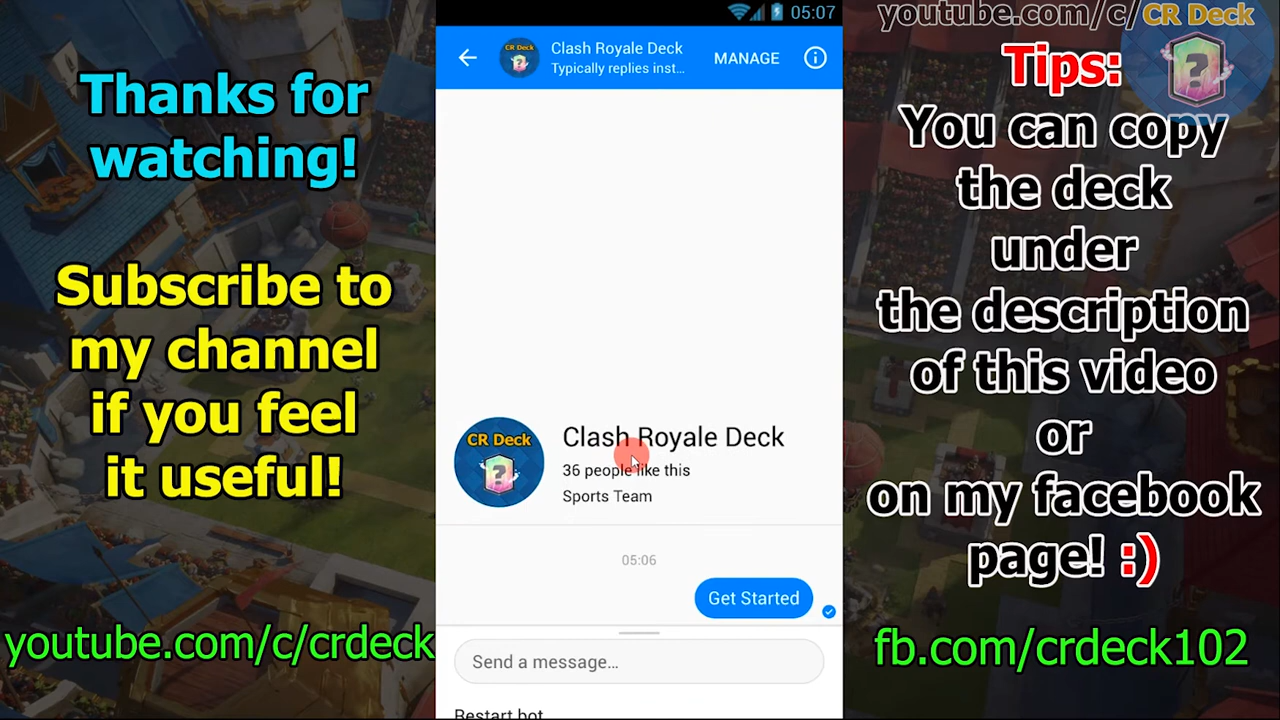 Thanks for
watching!
Subscribe to
my channel
if you feel
it useful!
youtube.com/c/crdeck
05:07
CR Deck
Clash Royale Deck
Typically replies inst...
MANAGE
CR Deck
Clash Royale Deck
36 people like this
Sports Team
05:06
Get Started
Send a message...
Restart bot
youtube.com/c/CR Deck
Tips:
You can copy
the deck
under
the description
of this video
or
on my facebook
page! :)
fb.com/crdeck102